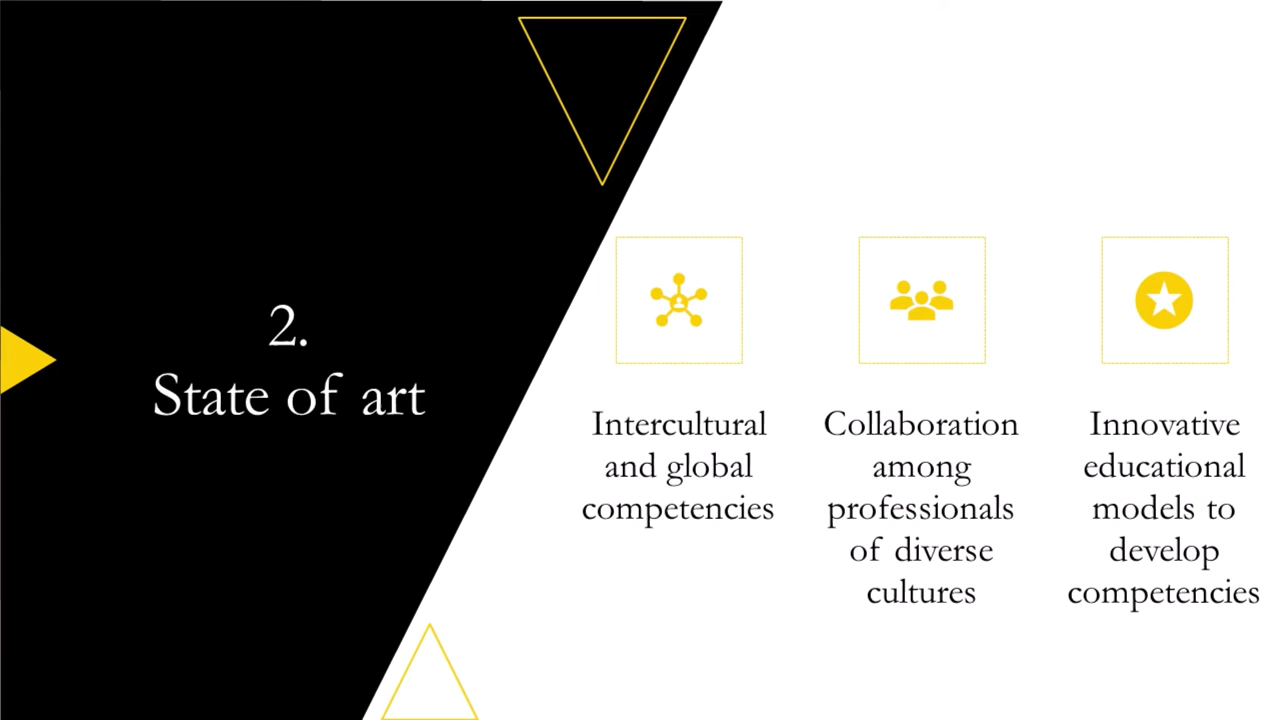 2.
State of art
Intercultural
and global
competencies
Collaboration
among
professionals
of diverse
cultures
Innovative
educational
models to
develop
competencies